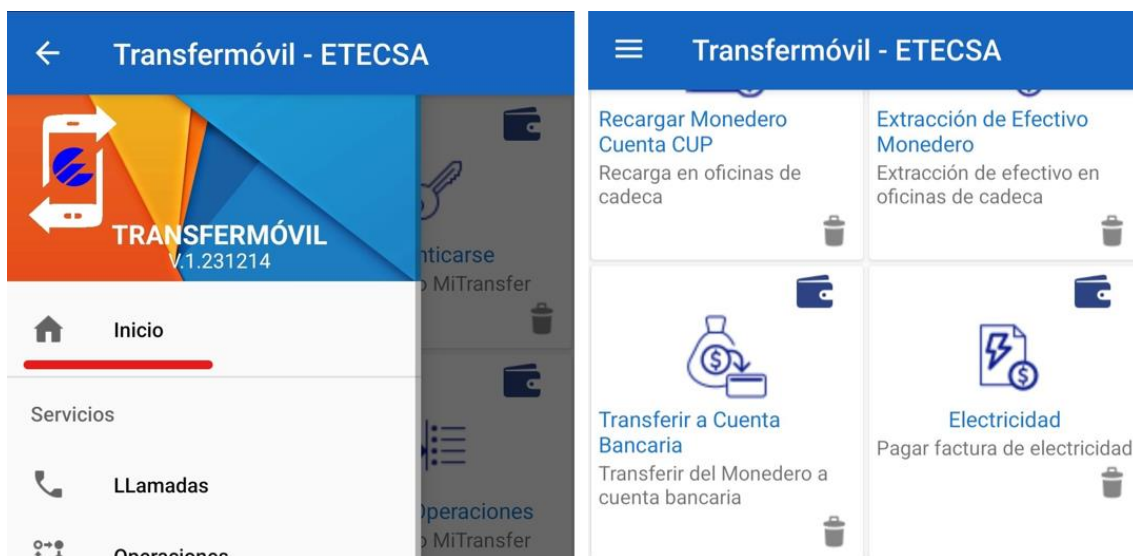 Transfermóvil - ETECSA
TRANSFERMÓVIL
V.1.231214
Inicio
Servicios
LLamadas
Operaciones
nticarse
o MiTransfer
Operaciones
o MiTransfer
Transfermóvil - ETECSA
Recargar Monedero
Cuenta CUP
Recarga en oficinas de
cadeca
Extracción de Efectivo
Monedero
Extracción de efectivo en
oficinas de cadeca
Transferir a Cuenta
Bancaria
Transferir del Monedero a
cuenta bancaria
Electricidad
Pagar factura de electricidad